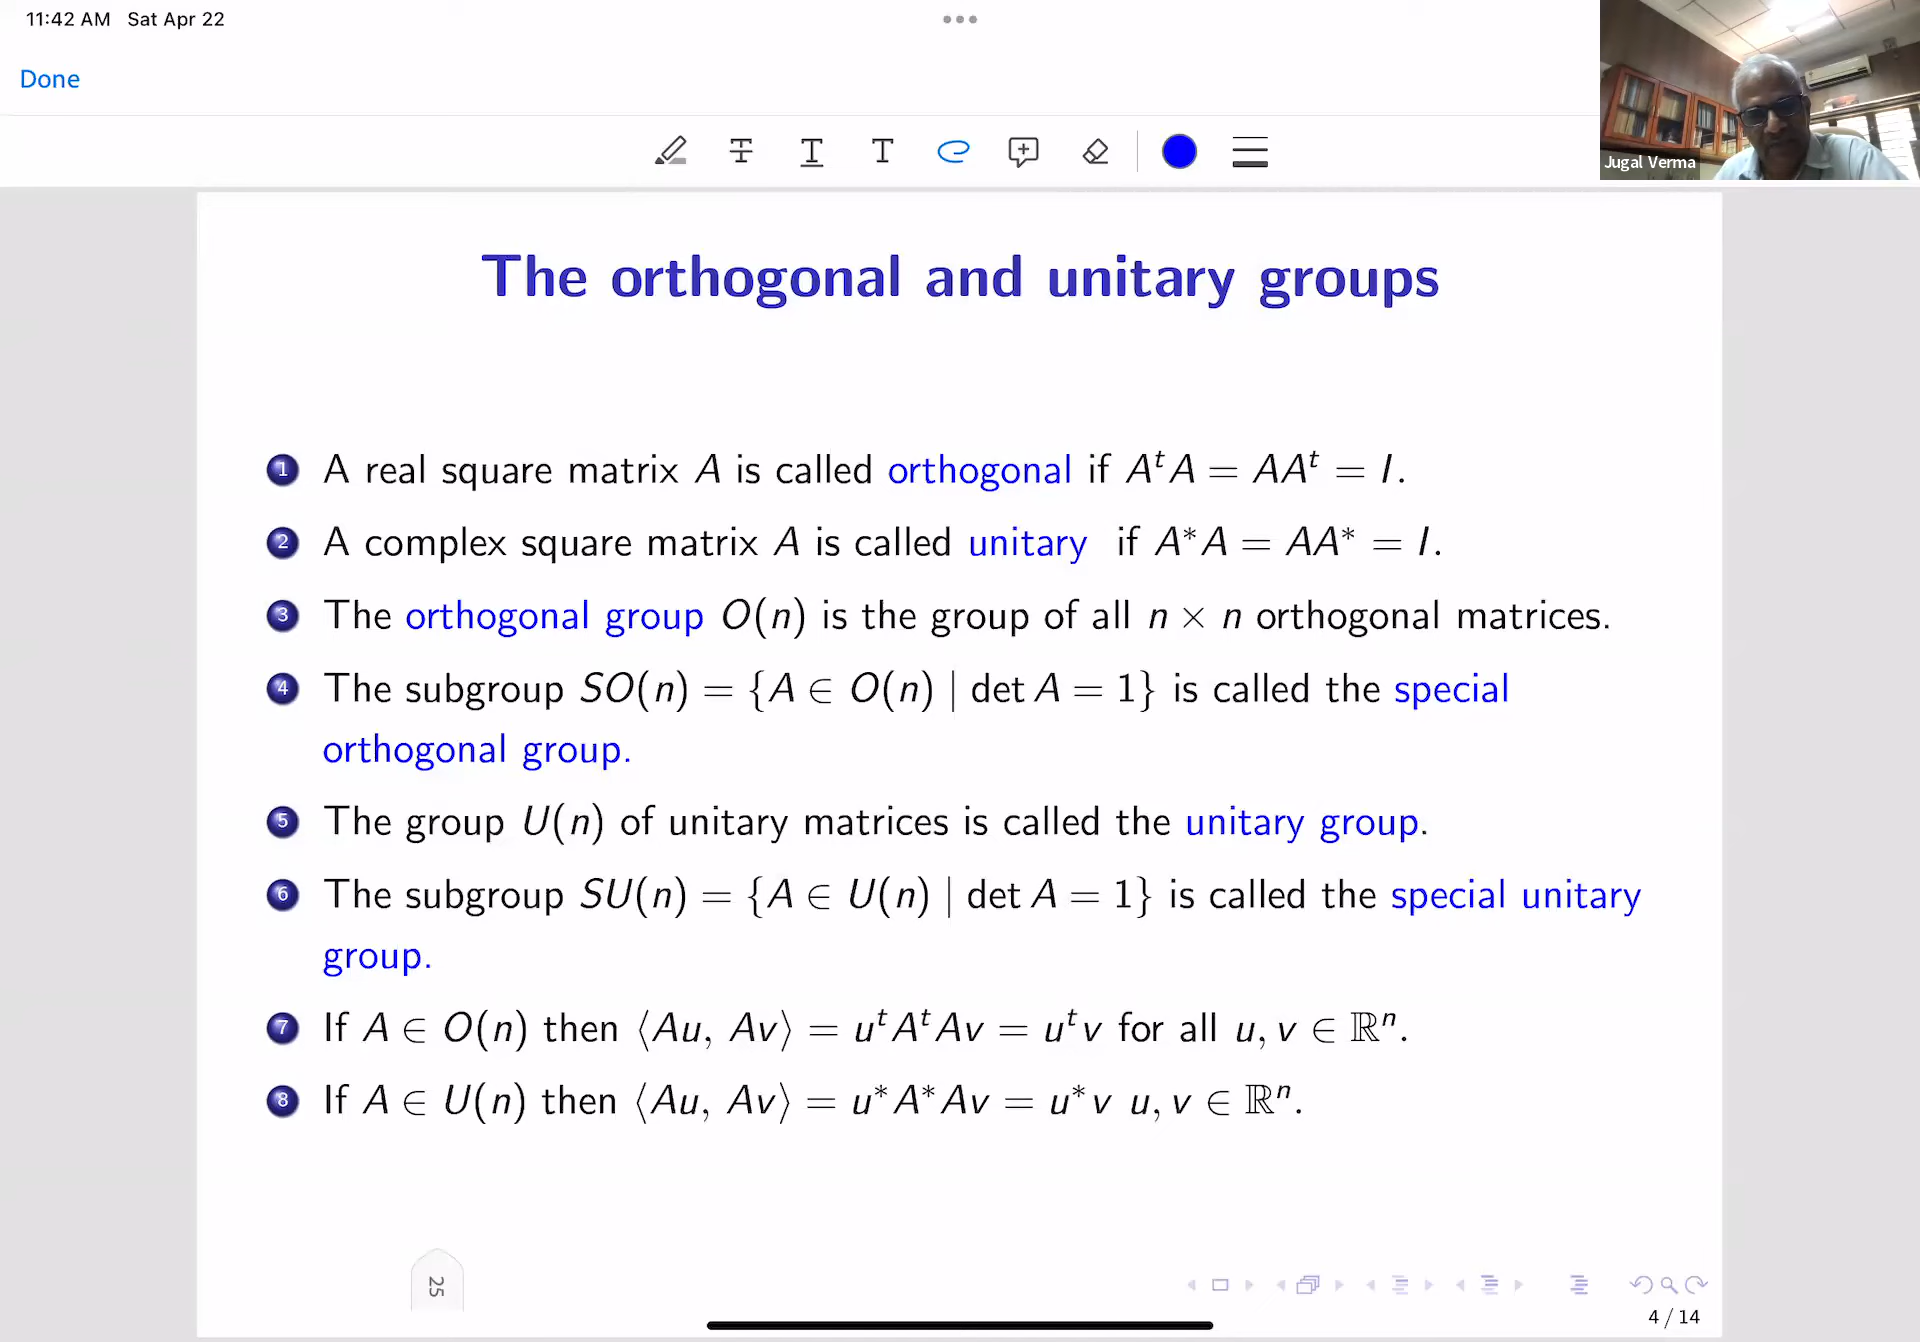 11:42 AM Sat Apr 22
Done
Jugal Verma
The orthogonal and unitary groups
1 A real square matrix A is called orthogonal if AᵗA = AAᵗ = I.
2 A complex square matrix A is called unitary if A*A = AA* = I.
3 The orthogonal group O(n) is the group of all n × n orthogonal matrices.
4 The subgroup SO(n) = {A ∈ O(n) | det A = 1} is called the special
orthogonal group.
5 The group U(n) of unitary matrices is called the unitary group.
6 The subgroup SU(n) = {A ∈ U(n) | det A = 1} is called the special unitary
group.
7 If A ∈ O(n) then ⟨Au, Av⟩ = uᵗAᵗAv = uᵗv for all u, v ∈ ℝⁿ.
8 If A ∈ U(n) then ⟨Au, Av⟩ = u*A*Av = u*v u, v ∈ ℝⁿ.
25
4 / 14